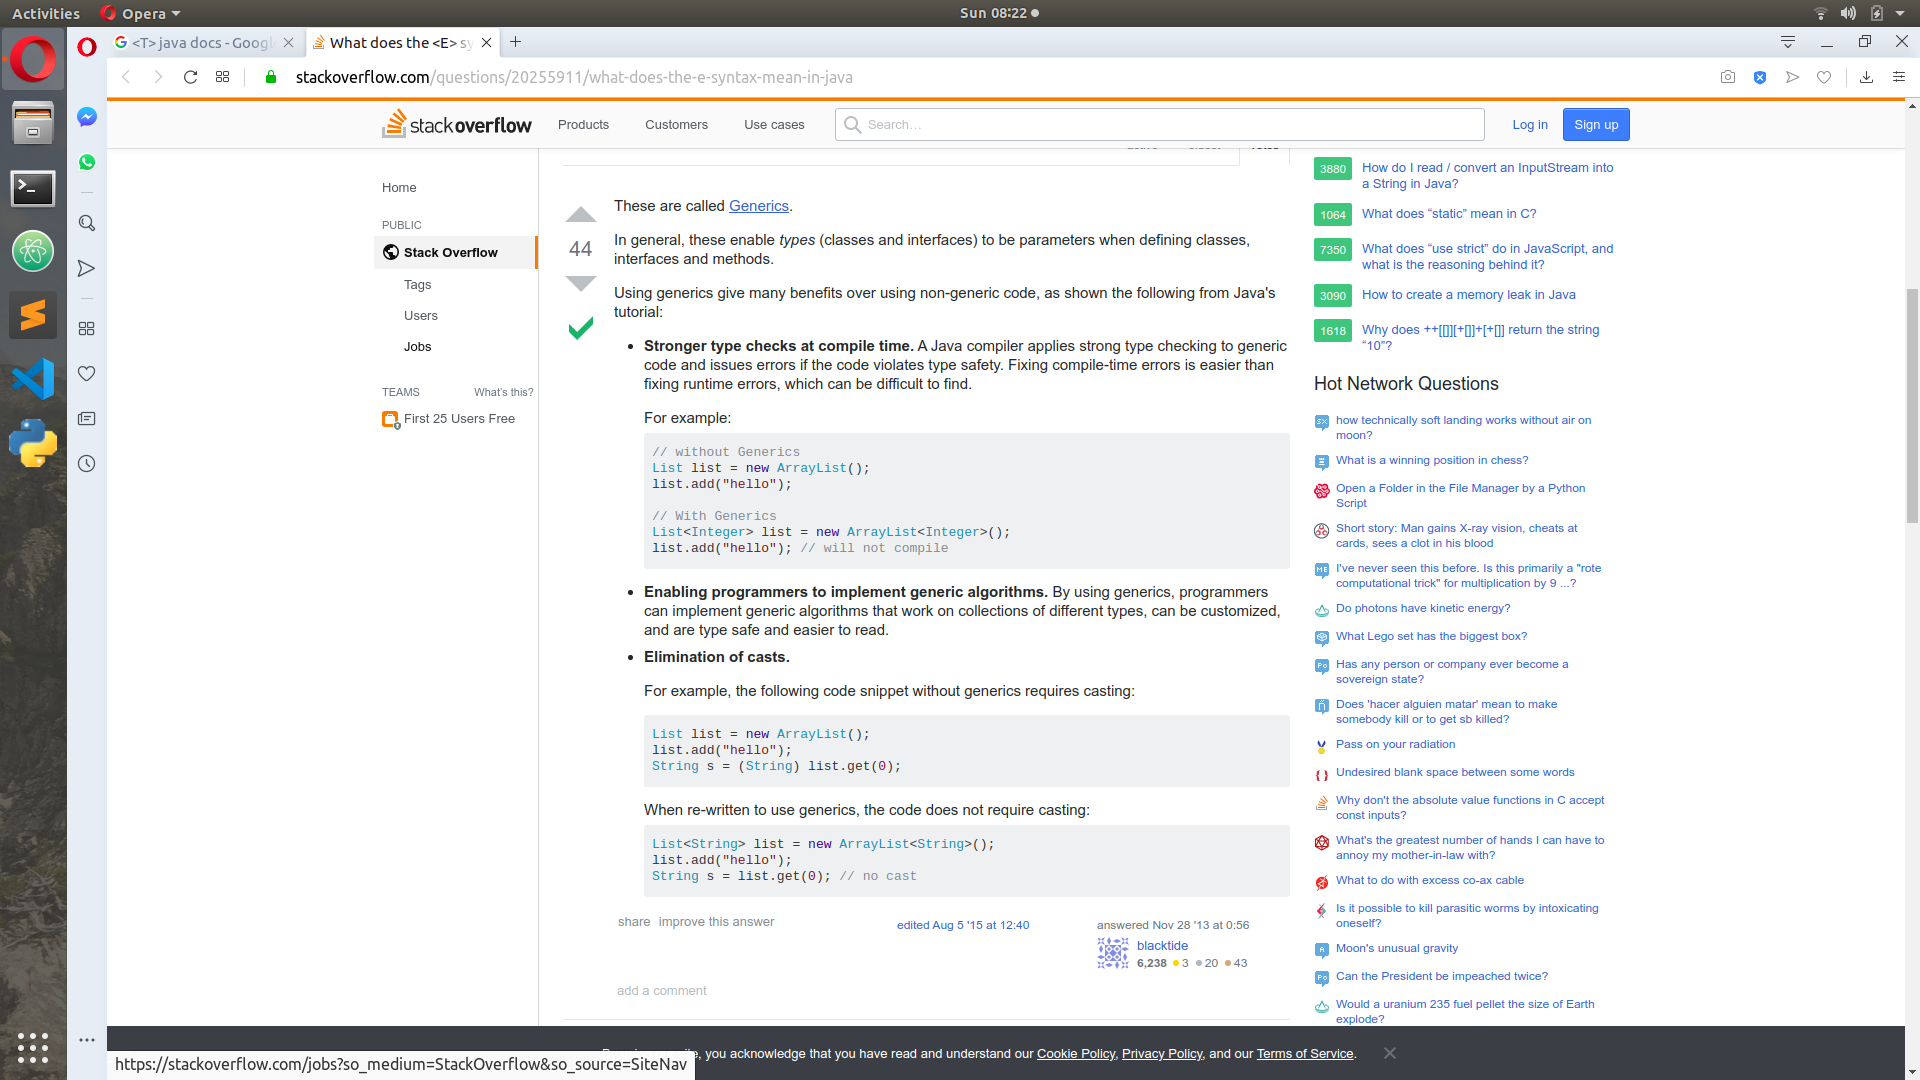 Activities
Opera
Sun 08:22
<T> java docs - Googl
What does the <E> sy
stackoverflow.com/questions/20255911/what-does-the-e-syntax-mean-in-java
stackoverflow
Products
Customers
Use cases
Search...
Log in
Sign up
Home
PUBLIC
Stack Overflow
Tags
Users
Jobs
TEAMS
What's this?
First 25 Users Free
44
These are called Generics.
In general, these enable types (classes and interfaces) to be parameters when defining classes,
interfaces and methods.
Using generics give many benefits over using non-generic code, as shown the following from Java's
tutorial:
• Stronger type checks at compile time. A Java compiler applies strong type checking to generic
code and issues errors if the code violates type safety. Fixing compile-time errors is easier than
fixing runtime errors, which can be difficult to find.
For example:
// without Generics
List list = new ArrayList();
list.add("hello");
// With Generics
List<Integer> list = new ArrayList<Integer>();
list.add("hello"); // will not compile
• Enabling programmers to implement generic algorithms. By using generics, programmers
can implement generic algorithms that work on collections of different types, can be customized,
and are type safe and easier to read.
• Elimination of casts.
For example, the following code snippet without generics requires casting:
List list = new ArrayList();
list.add("hello");
String s = (String) list.get(0);
When re-written to use generics, the code does not require casting:
List<String> list = new ArrayList<String>();
list.add("hello");
String s = list.get(0); // no cast
share improve this answer
edited Aug 5 '15 at 12:40
answered Nov 28 '13 at 0:56
blacktide
6,238 3 20 43
add a comment
3880 How do I read / convert an InputStream into
a String in Java?
1064 What does “static” mean in C?
7350 What does “use strict” do in JavaScript, and
what is the reasoning behind it?
3090 How to create a memory leak in Java
1618 Why does ++[[]][+[]]+[+[]] return the string
“10”?
Hot Network Questions
how technically soft landing works without air on
moon?
What is a winning position in chess?
Open a Folder in the File Manager by a Python
Script
Short story: Man gains X-ray vision, cheats at
cards, sees a clot in his blood
I've never seen this before. Is this primarily a "rote
computational trick" for multiplication by 9 ...?
Do photons have kinetic energy?
What Lego set has the biggest box?
Has any person or company ever become a
sovereign state?
Does 'hacer alguien matar' mean to make
somebody kill or to get sb killed?
Pass on your radiation
Undesired blank space between some words
Why don't the absolute value functions in C accept
const inputs?
What's the greatest number of hands I can have to
annoy my mother-in-law with?
What to do with excess co-ax cable
Is it possible to kill parasitic worms by intoxicating
oneself?
Moon's unusual gravity
Can the President be impeached twice?
Would a uranium 235 fuel pellet the size of Earth
explode?
, you acknowledge that you have read and understand our Cookie Policy, Privacy Policy, and our Terms of Service.
https://stackoverflow.com/jobs?so_medium=StackOverflow&so_source=SiteNav